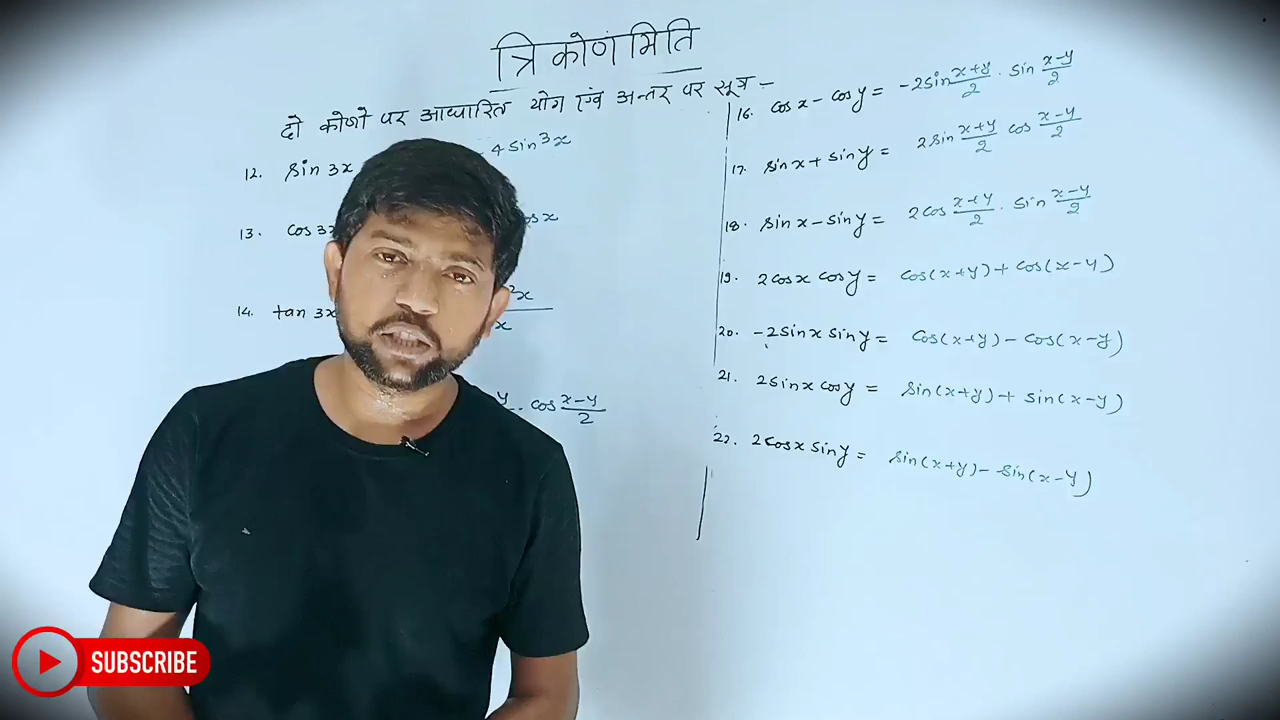 त्रिकोणमिति
दो कोणों पर आधारित योग एवं अन्तर पर सूत्र -
12. sin 3x - 4 sin³x
13. cos 3x cos x
14. tan 3x ²x
x
y/2 . cos (x-y)/2
16. cos x - cos y = -2 sin (x+y)/2 . sin (x-y)/2
17. sin x + sin y = 2 sin (x+y)/2 cos (x-y)/2
18. sin x - sin y = 2 cos (x+y)/2 . sin (x-y)/2
19. 2 cos x cos y = cos(x+y) + cos(x-y)
20. -2 sin x sin y = cos(x+y) - cos(x-y)
21. 2 sin x cos y = sin(x+y) + sin(x-y)
22. 2 cos x sin y = sin(x+y) - sin(x-y)
SUBSCRIBE